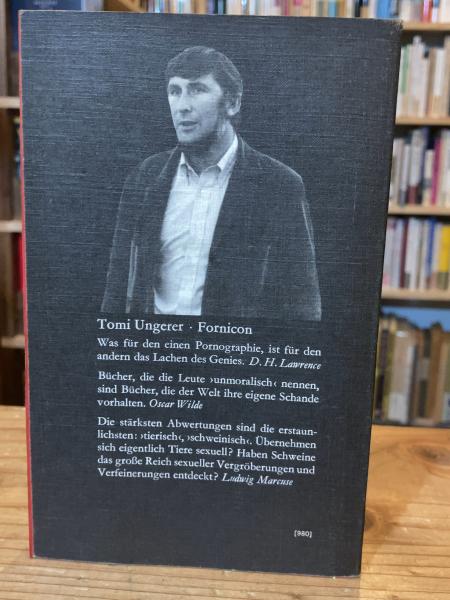 Tomi Ungerer · Fornicon
Was für den einen Pornographie, ist für den
andern das Lachen des Genies. D. H. Lawrence
Bücher, die die Leute ›unmoralisch‹ nennen,
sind Bücher, die der Welt ihre eigene Schande
vorhalten. Oscar Wilde
Die stärksten Abwertungen sind die erstaun-
lichsten: ›tierisch‹, ›schweinisch‹. Übernehmen
sich eigentlich Tiere sexuell? Haben Schweine
das große Reich sexueller Vergröberungen und
Verfeinerungen entdeckt? Ludwig Marcuse
[980]